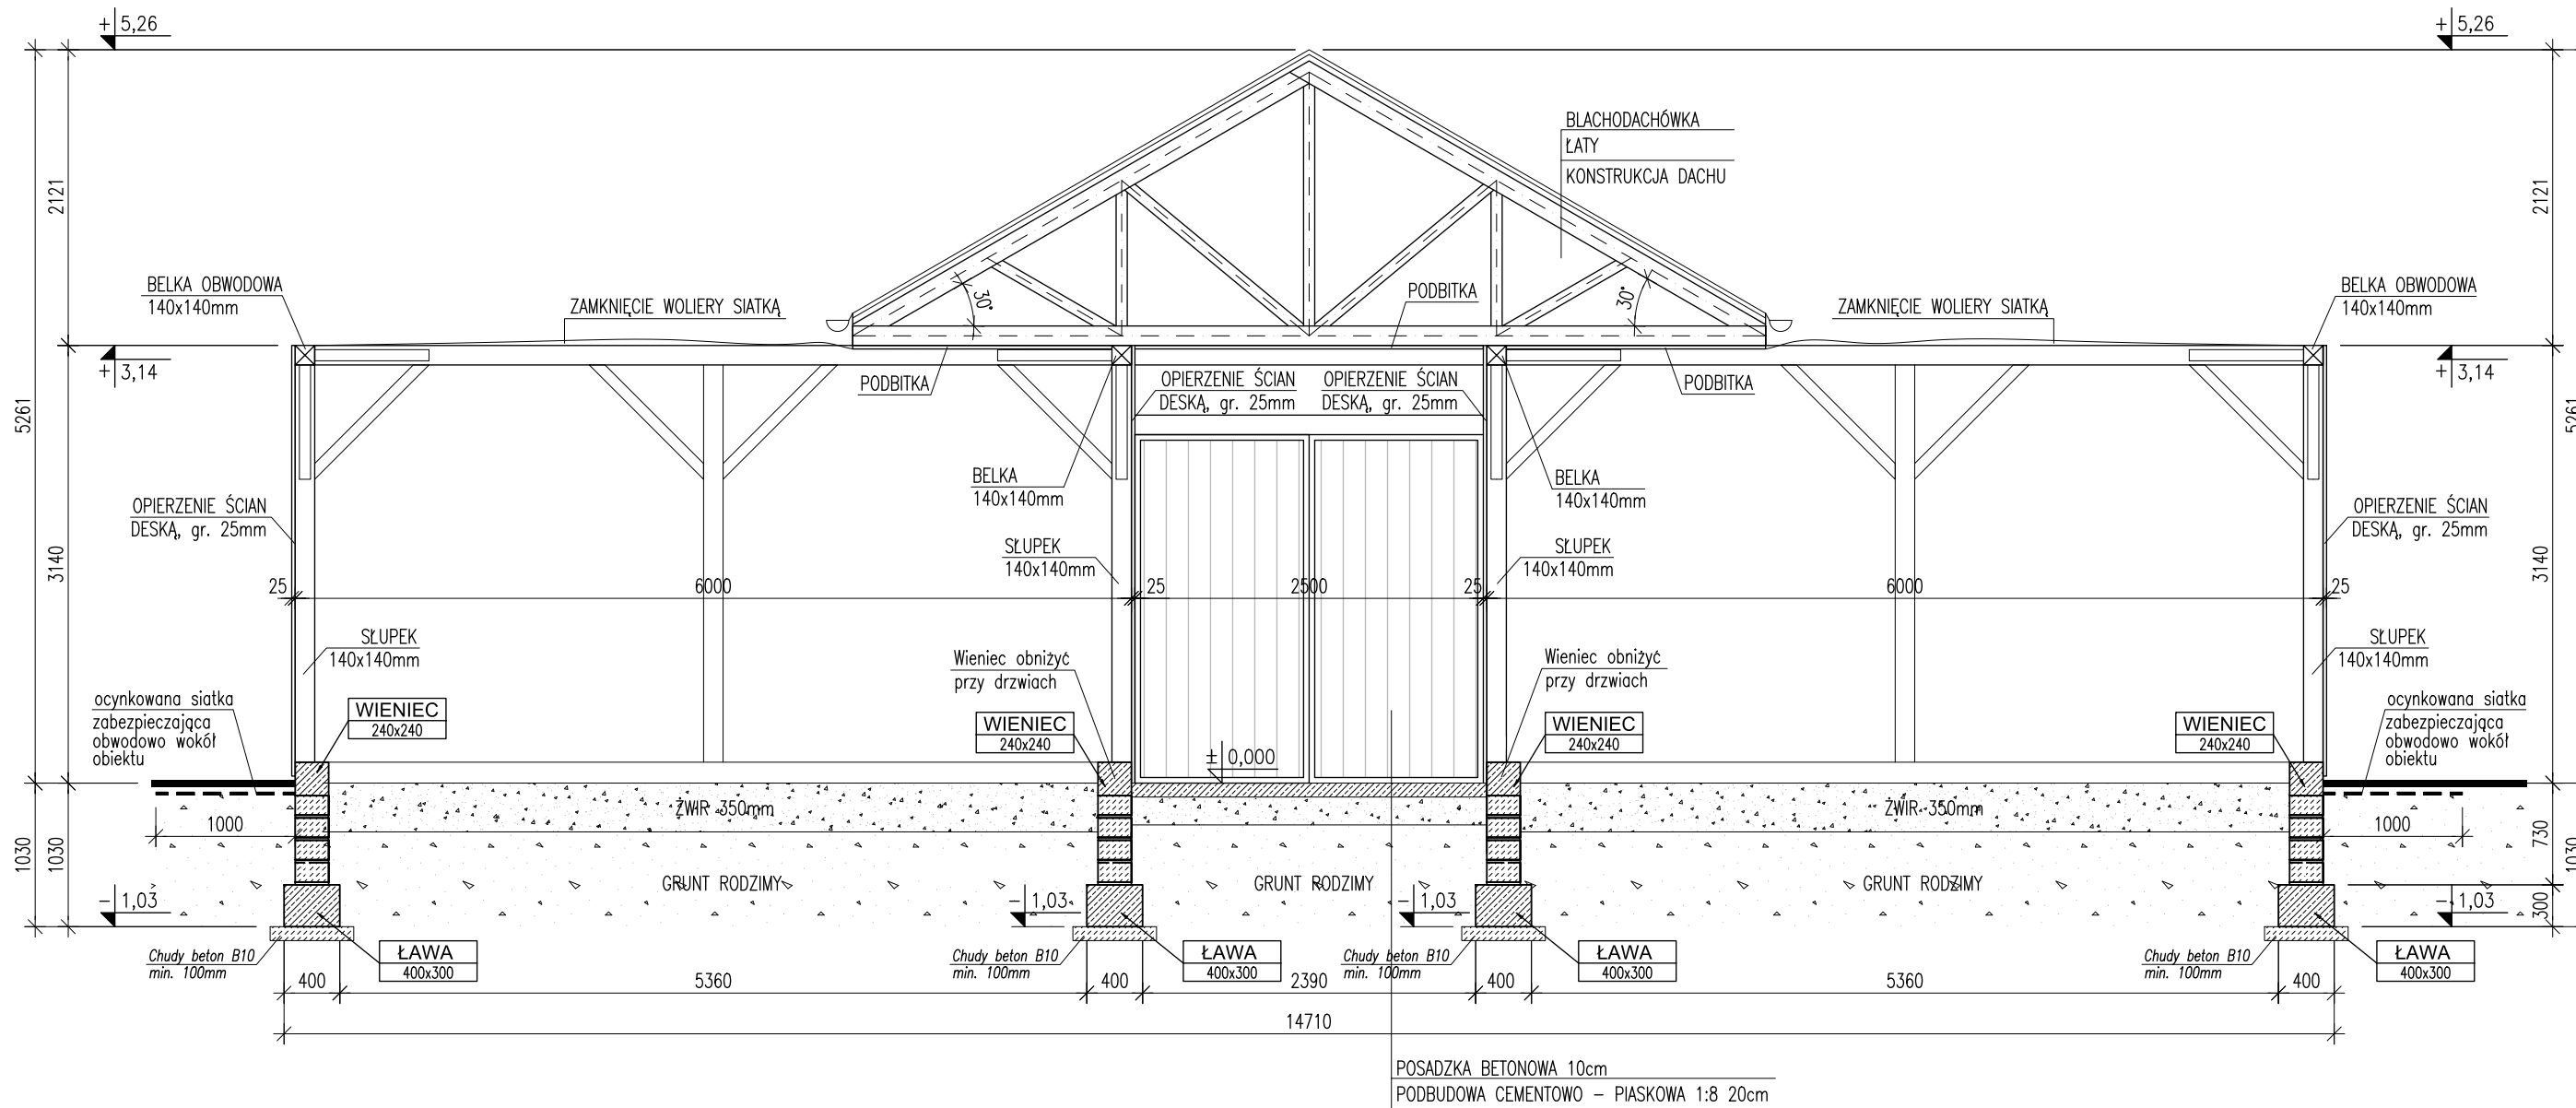 + 5,26
+ 5,26
BLACHODACHÓWKA
ŁATY
KONSTRUKCJA DACHU
2121
2121
BELKA OBWODOWA
140x140mm
ZAMKNIĘCIE WOLIERY SIATKĄ
30°
PODBITKA
30°
ZAMKNIĘCIE WOLIERY SIATKĄ
BELKA OBWODOWA
140x140mm
+ 3,14
PODBITKA
OPIERZENIE ŚCIAN
DESKĄ, gr. 25mm
OPIERZENIE ŚCIAN
DESKĄ, gr. 25mm
PODBITKA
+ 3,14
5261
5261
BELKA
140x140mm
BELKA
140x140mm
OPIERZENIE ŚCIAN
DESKĄ, gr. 25mm
OPIERZENIE ŚCIAN
DESKĄ, gr. 25mm
3140
3140
SŁUPEK
140x140mm
SŁUPEK
140x140mm
25
6000
25
2500
25
6000
25
SŁUPEK
140x140mm
SŁUPEK
140x140mm
Wieniec obniżyć
przy drzwiach
Wieniec obniżyć
przy drzwiach
ocynkowana siatka
zabezpieczająca
obwodowo wokół
obiektu
WIENIEC
240x240
WIENIEC
240x240
WIENIEC
240x240
WIENIEC
240x240
ocynkowana siatka
zabezpieczająca
obwodowo wokół
obiektu
± 0,000
ŻWIR 350mm
ŻWIR 350mm
1000
1000
1030
1030
730
1030
GRUNT RODZIMY
GRUNT RODZIMY
GRUNT RODZIMY
- 1,03
- 1,03
- 1,03
- 1,03
300
Chudy beton B10
min. 100mm
ŁAWA
400x300
Chudy beton B10
min. 100mm
ŁAWA
400x300
Chudy beton B10
min. 100mm
ŁAWA
400x300
Chudy beton B10
min. 100mm
ŁAWA
400x300
400
5360
400
2390
400
5360
400
14710
POSADZKA BETONOWA 10cm
PODBUDOWA CEMENTOWO – PIASKOWA 1:8 20cm